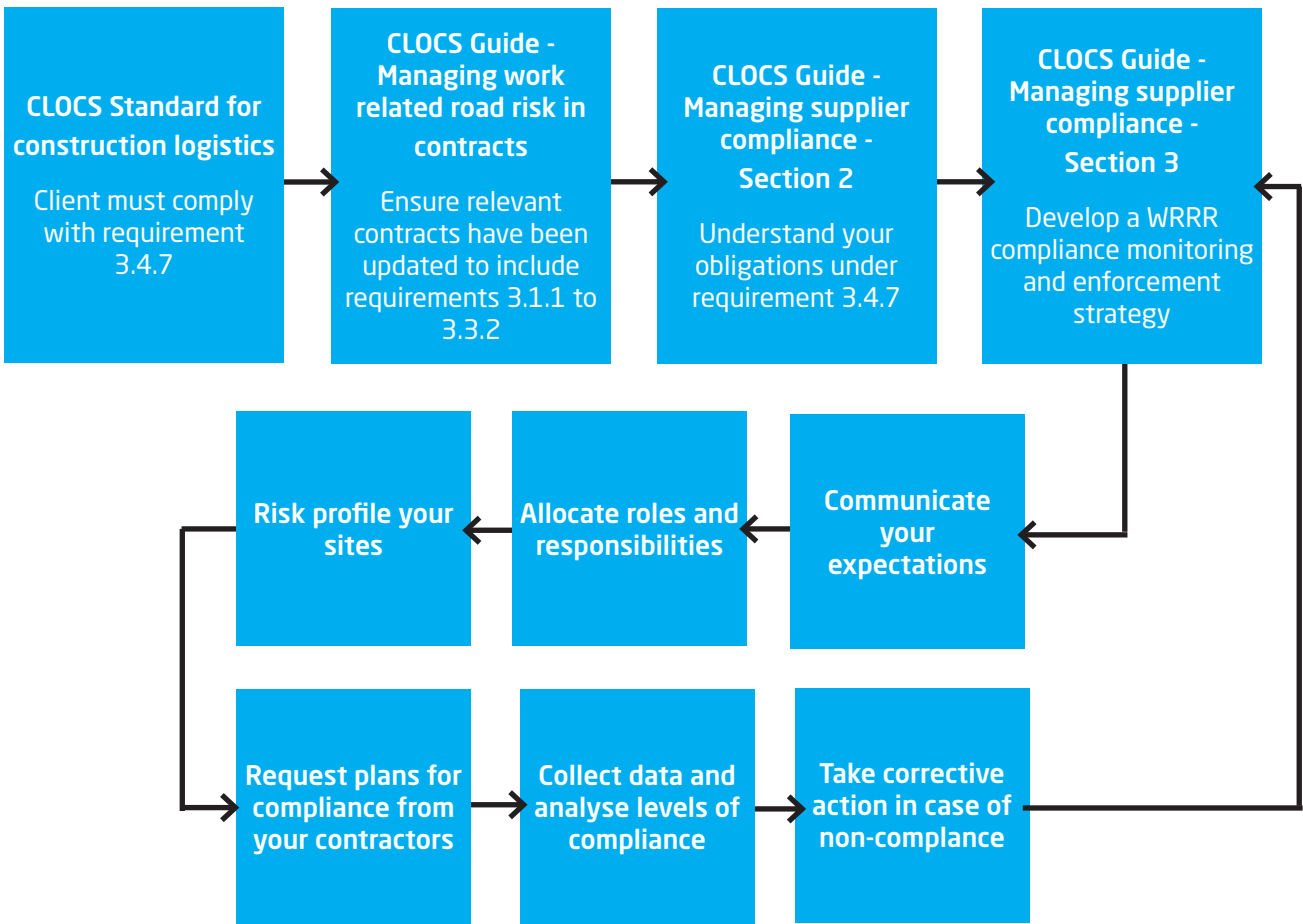 CLOCS Standard for
construction logistics
Client must comply
with requirement
3.4.7
CLOCS Guide -
Managing work
related road risk in
contracts
Ensure relevant
contracts have been
updated to include
requirements 3.1.1 to
3.3.2
CLOCS Guide -
Managing supplier
compliance -
Section 2
Understand your
obligations under
requirement 3.4.7
CLOCS Guide -
Managing supplier
compliance -
Section 3
Develop a WRRR
compliance monitoring
and enforcement
strategy
Communicate
your
expectations
Allocate roles and
responsibilities
Risk profile your
sites
Request plans for
compliance from
your contractors
Collect data and
analyse levels of
compliance
Take corrective
action in case of
non-compliance